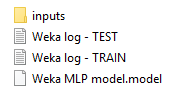 inputs
Weka log - TEST
Weka log - TRAIN
Weka MLP model.model